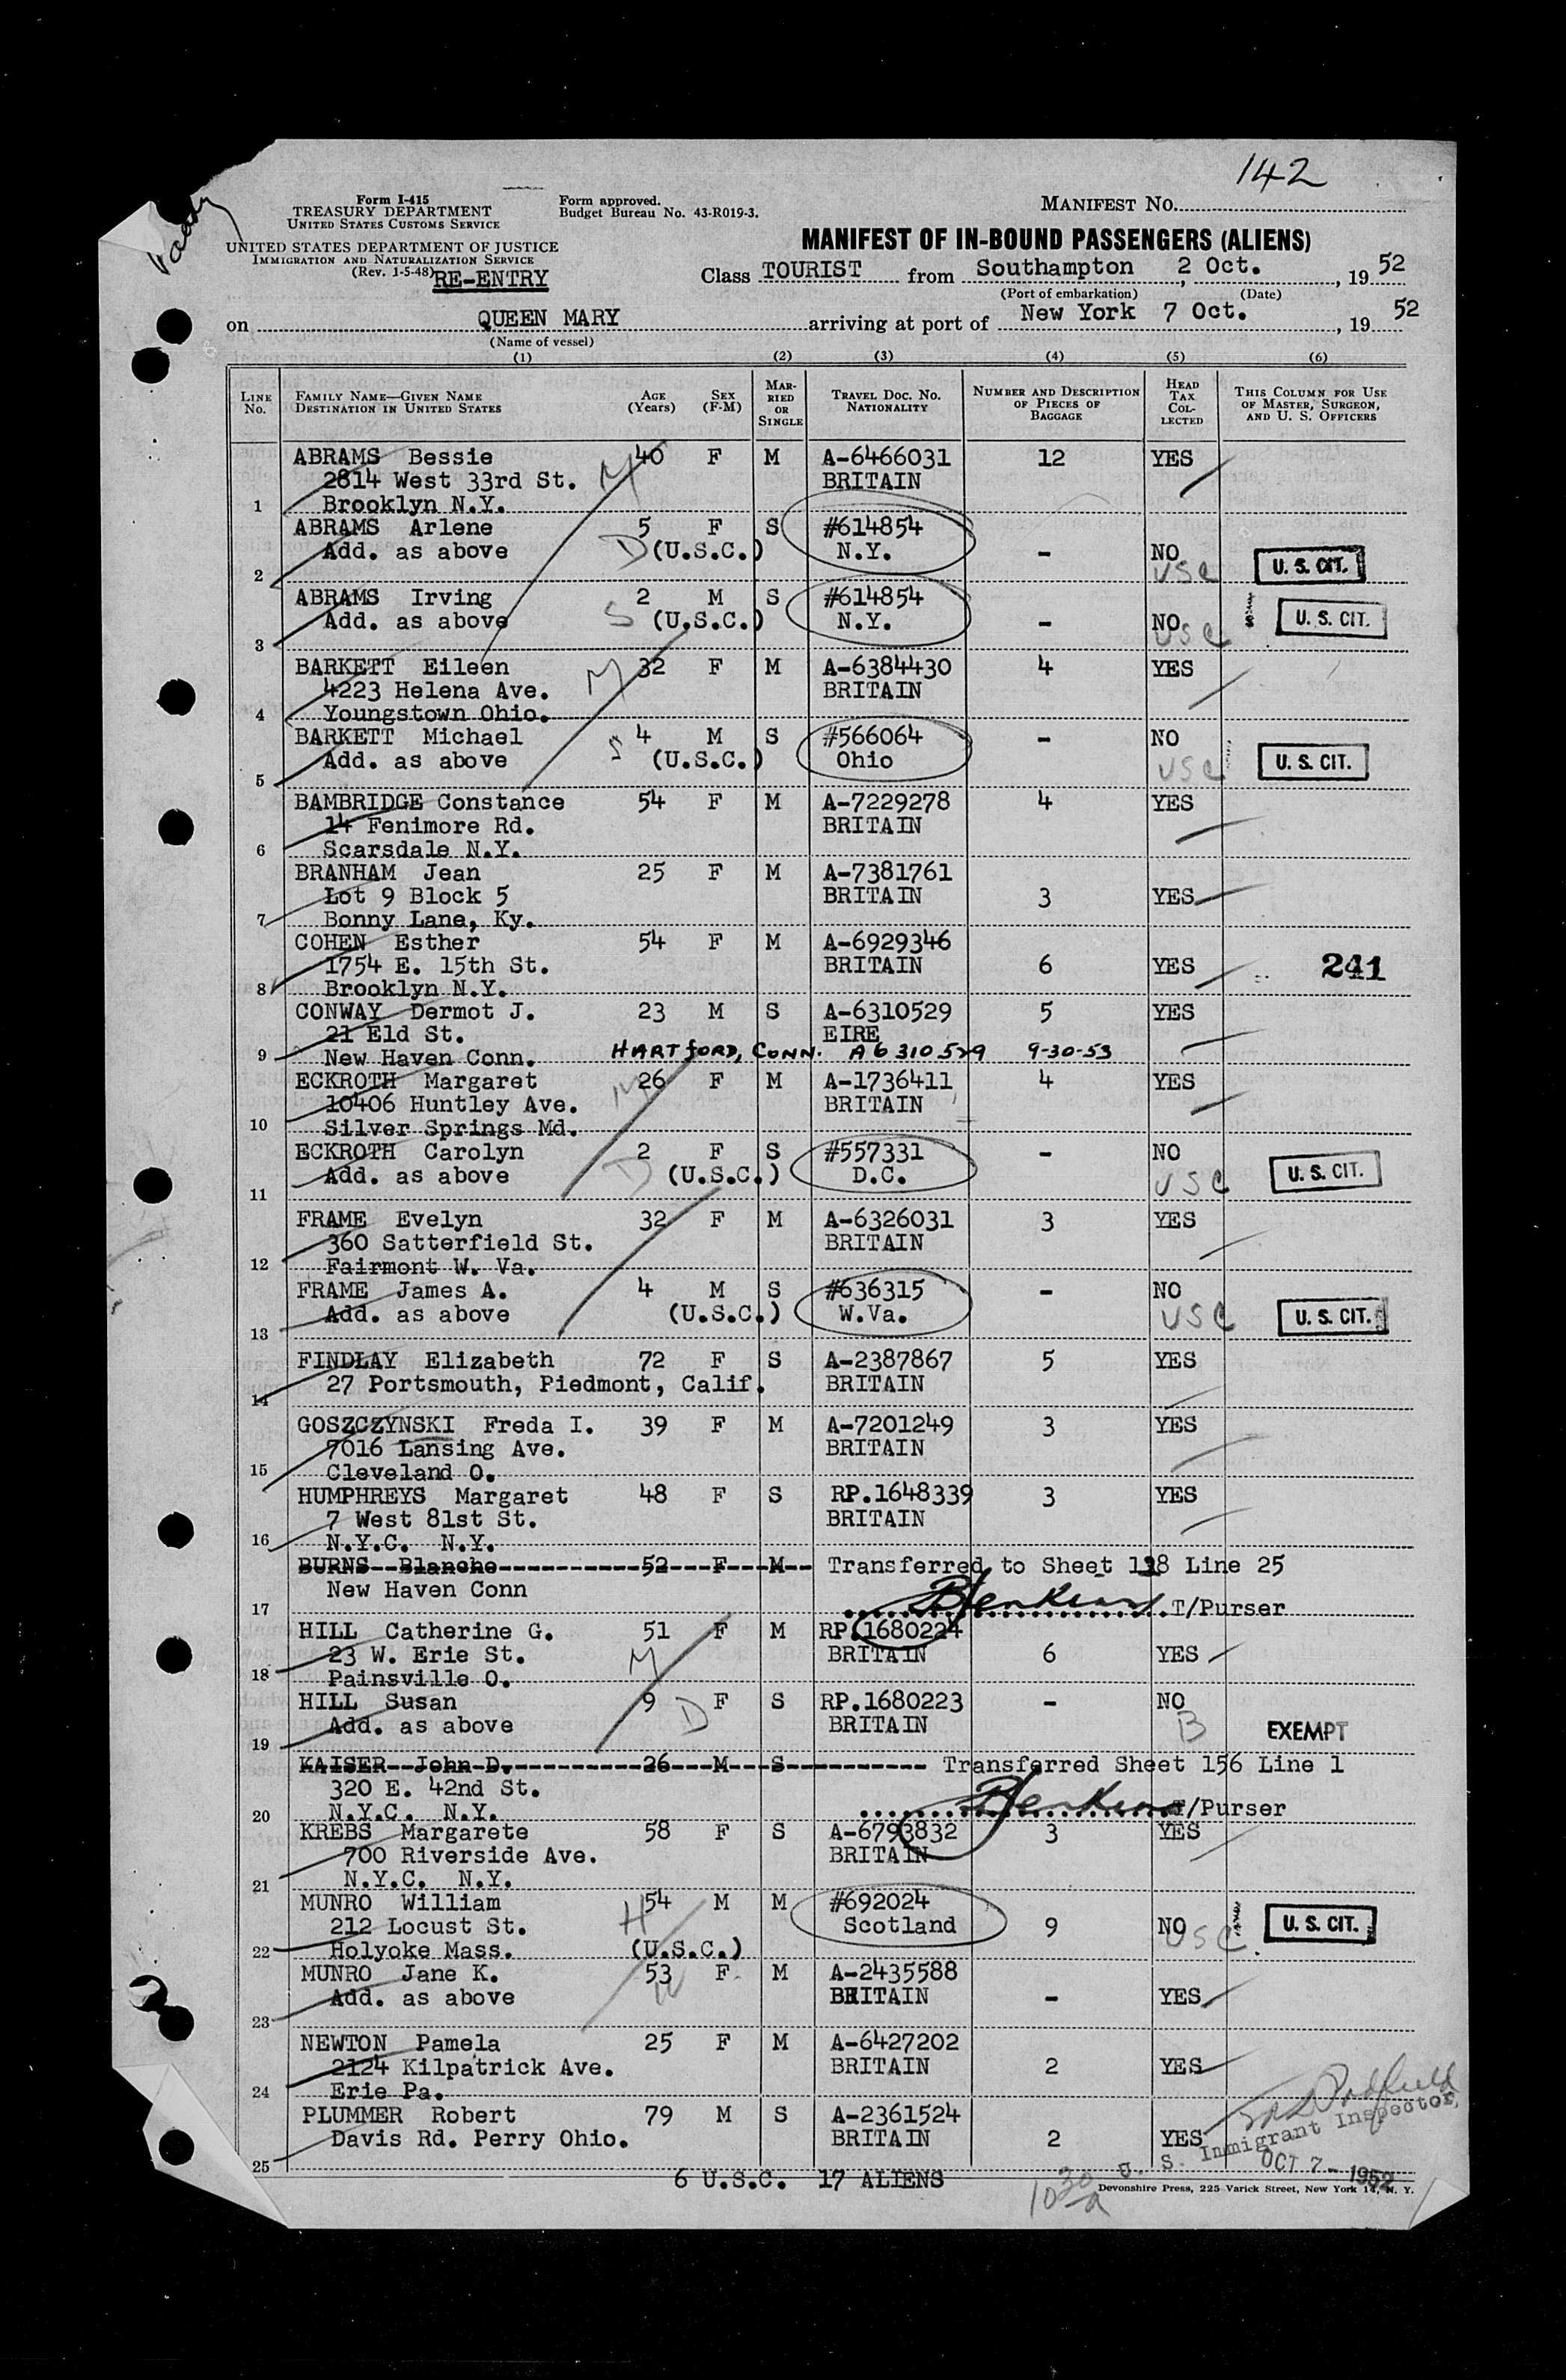 142
Form I-415
TREASURY DEPARTMENT
UNITED STATES CUSTOMS SERVICE
Form approved.
Budget Bureau No. 43-R019-3.
MANIFEST NO.
UNITED STATES DEPARTMENT OF JUSTICE
IMMIGRATION AND NATURALIZATION SERVICE
(Rev. 1-5-48) RE-ENTRY
MANIFEST OF IN-BOUND PASSENGERS (ALIENS)
Class TOURIST from Southampton, 2 Oct., 19 52
(Port of embarkation) (Date)
on QUEEN MARY arriving at port of New York 7 Oct., 19 52
(Name of vessel)
(1) (2) (3) (4) (5) (6)
LINE No. FAMILY NAME—GIVEN NAME DESTINATION IN UNITED STATES AGE (Years) SEX (F-M) MARRIED OR SINGLE TRAVEL DOC. NO. NATIONALITY NUMBER AND DESCRIPTION OF PIECES OF BAGGAGE HEAD TAX COLLECTED THIS COLUMN FOR USE OF MASTER, SURGEON, AND U. S. OFFICERS
ABRAMS Bessie 40 F M A-6466031 12 YES
2814 West 33rd St. M BRITAIN
1 Brooklyn N.Y.
ABRAMS Arlene 5 F S #614854
Add. as above D (U.S.C.) N.Y. - NO
2 USC U. S. CIT.
ABRAMS Irving 2 M S #614854
Add. as above S (U.S.C.) N.Y. - NO U. S. CIT.
3 USC
BARKETT Eileen M 32 F M A-6384430 4 YES
4223 Helena Ave. BRITAIN
4 Youngstown Ohio.
BARKETT Michael S 4 M S #566064 - NO
Add. as above (U.S.C.) Ohio USC U. S. CIT.
5
BAMBRIDGE Constance 54 F M A-7229278 4 YES
14 Fenimore Rd. BRITAIN
6 Scarsdale N.Y.
BRANHAM Jean 25 F M A-7381761
Lot 9 Block 5 BRITAIN 3 YES
7 Bonny Lane, Ky.
COHEN Esther 54 F M A-6929346
1754 E. 15th St. BRITAIN 6 YES 241
8 Brooklyn N.Y.
CONWAY Dermot J. 23 M S A-6310529 5 YES
21 Eld St. EIRE
9 New Haven Conn. HARTFORD, CONN. A6310529 9-30-53
ECKROTH Margaret 26 F M A-1736411 4 YES
10406 Huntley Ave. BRITAIN
10 Silver Springs Md.
ECKROTH Carolyn 2 F S #557331 - NO
Add. as above D (U.S.C.) D.C. USC U. S. CIT.
11
FRAME Evelyn 32 F M A-6326031 3 YES
360 Satterfield St. BRITAIN
12 Fairmont W. Va.
FRAME James A. 4 M S #636315 - NO
Add. as above (U.S.C.) W.Va. USC U. S. CIT.
13
FINDLAY Elizabeth 72 F S A-2387867 5 YES
27 Portsmouth, Piedmont, Calif. BRITAIN
14
GOSZCZYNSKI Freda I. 39 F M A-7201249 3 YES
7016 Lansing Ave. BRITAIN
15 Cleveland O.
HUMPHREYS Margaret 48 F S RP.1648339 3 YES
7 West 81st St. BRITAIN
16 N.Y.C. N.Y.
BURNS Blanche 52 F M Transferred to Sheet 138 Line 25
New Haven Conn
17 T/Purser
HILL Catherine G. 51 F M RP.1680224
23 W. Erie St. M BRITAIN 6 YES
18 Painsville O.
HILL Susan 9 D F S RP.1680223 - NO
Add. as above BRITAIN B EXEMPT
19
KAISER John D. 26 M S Transferred Sheet 156 Line 1
320 E. 42nd St.
20 N.Y.C. N.Y. T/Purser
KREBS Margarete 58 F S A-6793832 3 YES
700 Riverside Ave. BRITAIN
21 N.Y.C. N.Y.
MUNRO William H 54 M M #692024
212 Locust St. Scotland 9 NO USC U. S. CIT.
22 Holyoke Mass. (U.S.C.)
MUNRO Jane K. 53 F M A-2435588
Add. as above W BRITAIN - YES
23
NEWTON Pamela 25 F M A-6427202
2124 Kilpatrick Ave. BRITAIN 2 YES
24 Erie Pa.
PLUMMER Robert 79 M S A-2361524
Davis Rd. Perry Ohio. BRITAIN 2 YES
25 U. S. Immigrant Inspector,
OCT 7- 1952
6 U.S.C. 17 ALIENS
10 30 a
Devonshire Press, 225 Varick Street, New York 14, N. Y.